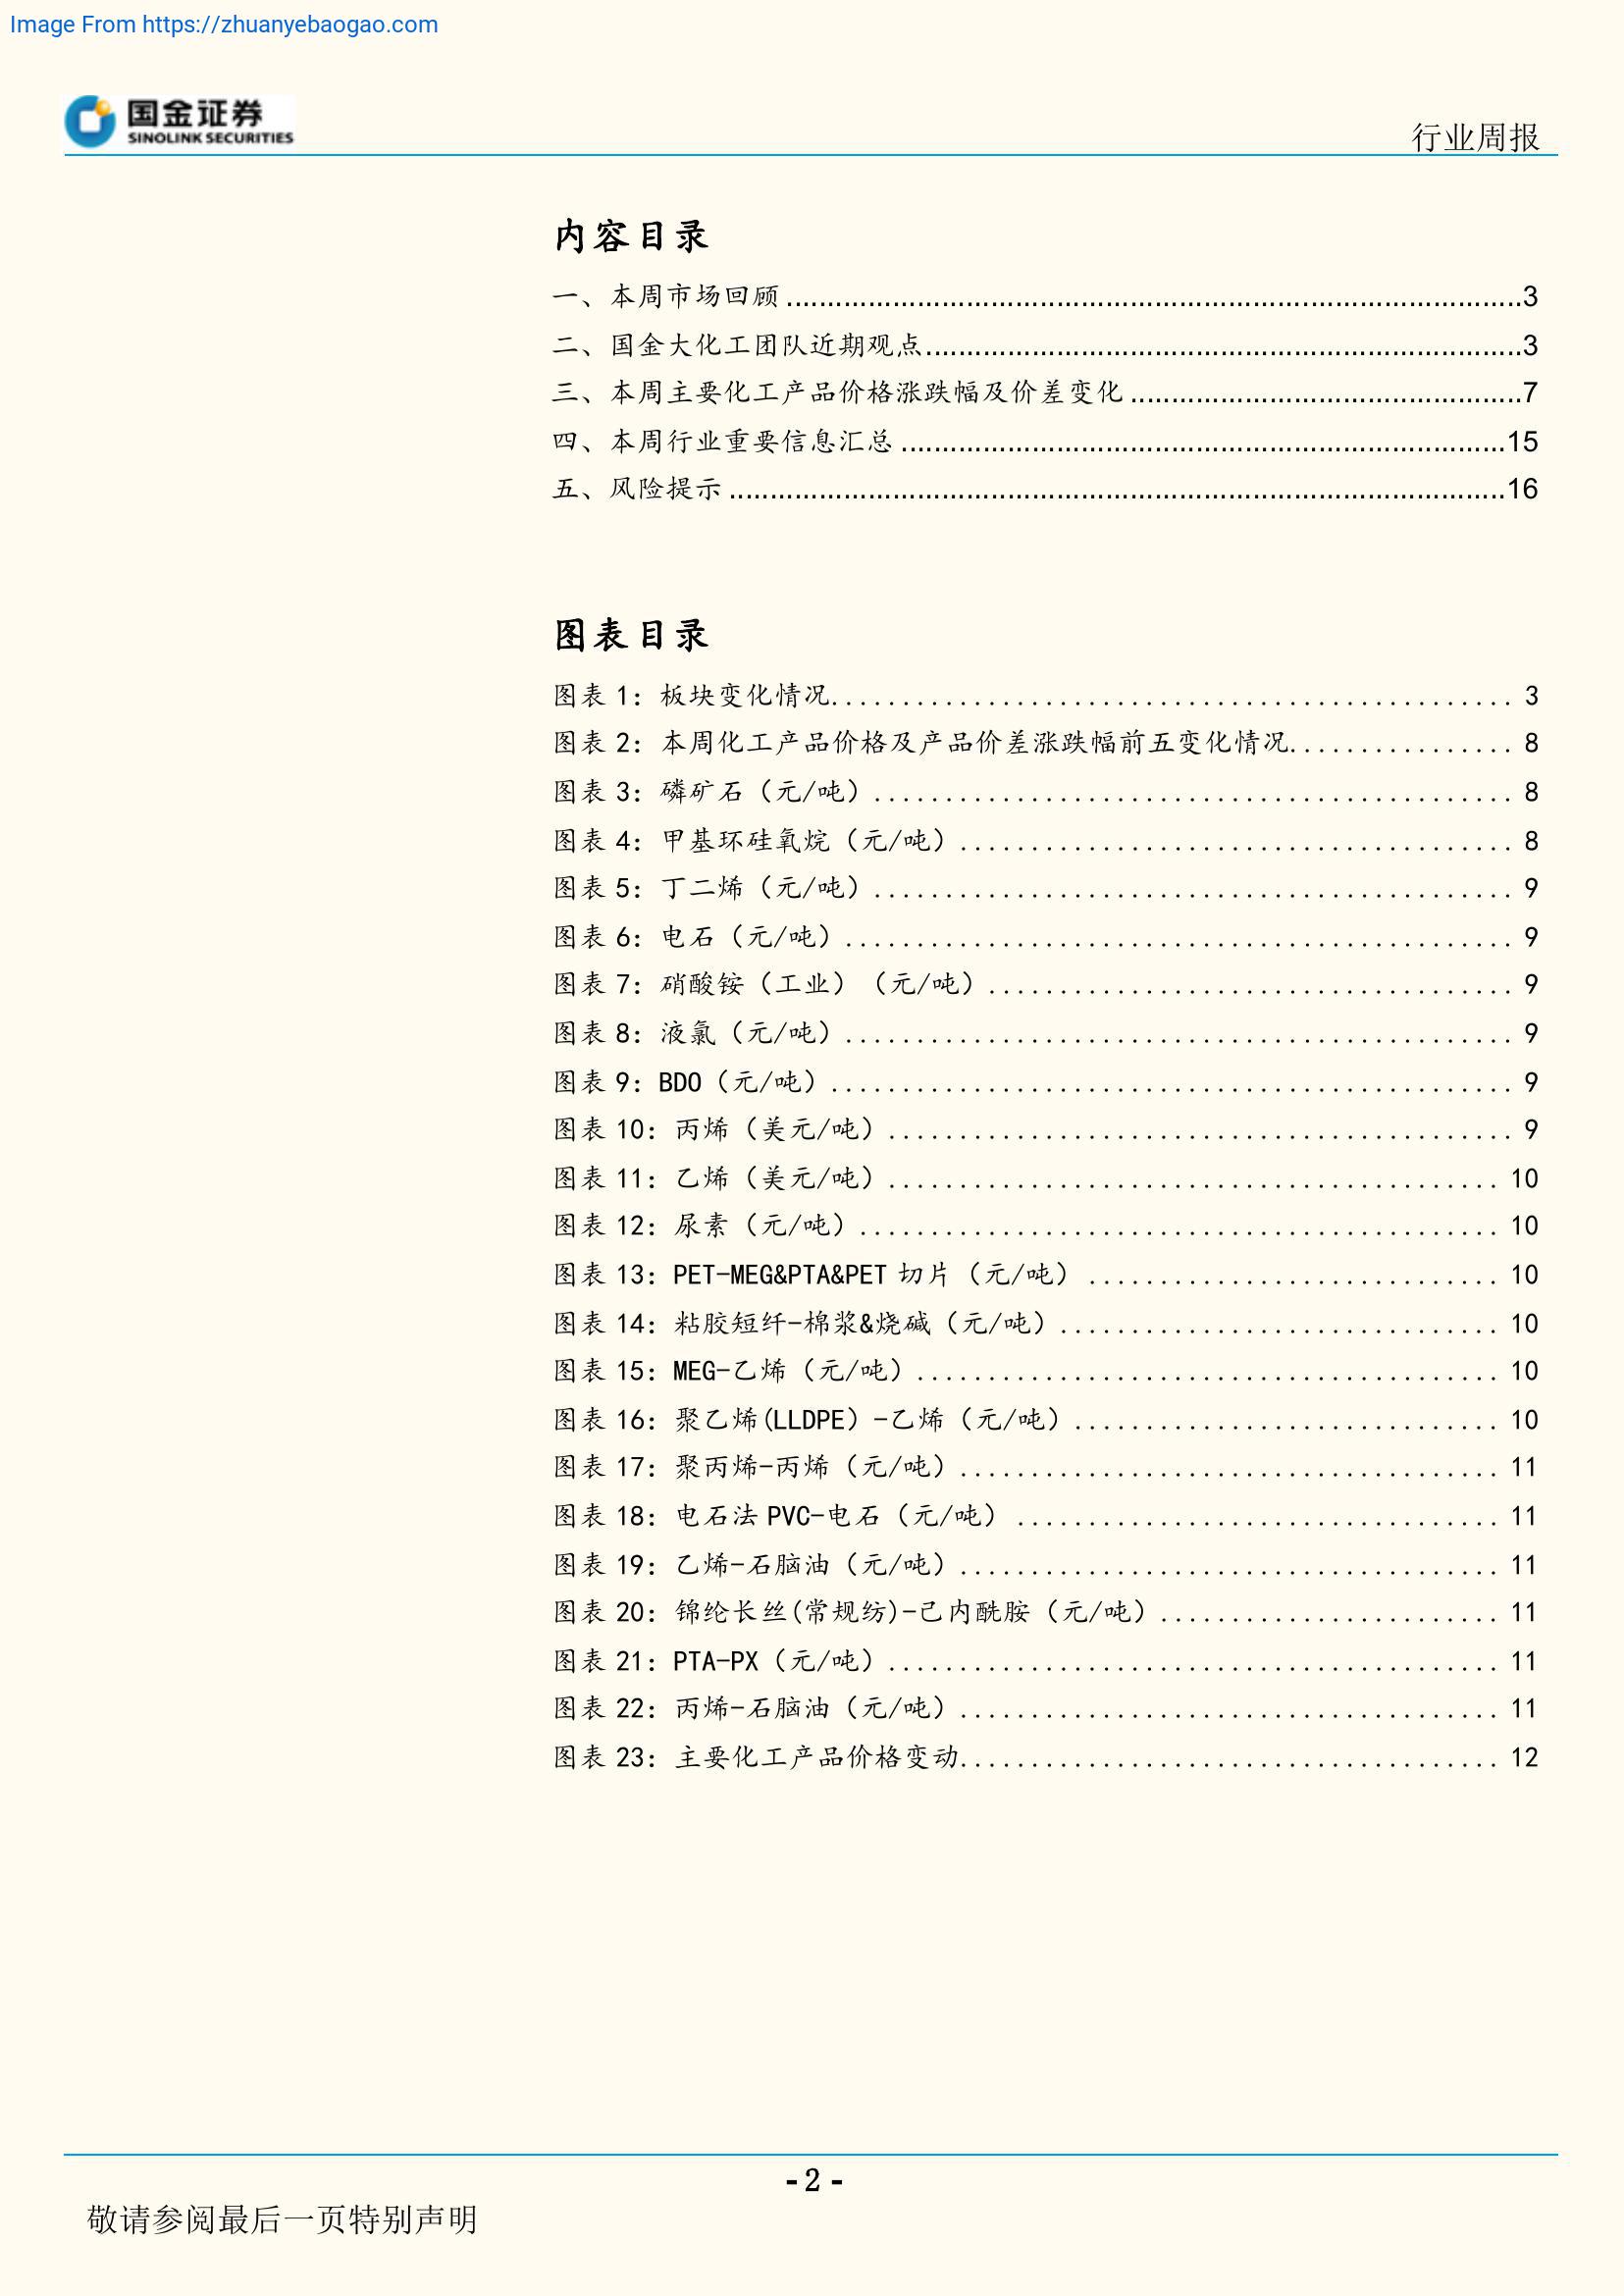 Image From https://zhuanyebaogao.com
国金证券
SINOLINK SECURITIES
行业周报
内容目录
一、本周市场回顾 ........................................................................................3
二、国金大化工团队近期观点........................................................................3
三、本周主要化工产品价格涨跌幅及价差变化 ................................................7
四、本周行业重要信息汇总 .........................................................................15
五、风险提示 ..............................................................................................16
图表目录
图表 1：板块变化情况................................................ 3
图表 2：本周化工产品价格及产品价差涨跌幅前五变化情况................ 8
图表 3：磷矿石（元/吨）............................................. 8
图表 4：甲基环硅氧烷（元/吨）....................................... 8
图表 5：丁二烯（元/吨）............................................. 9
图表 6：电石（元/吨）............................................... 9
图表 7：硝酸铵（工业）（元/吨）..................................... 9
图表 8：液氯（元/吨）............................................... 9
图表 9：BDO（元/吨）................................................ 9
图表 10：丙烯（美元/吨）............................................ 9
图表 11：乙烯（美元/吨）........................................... 10
图表 12：尿素（元/吨）............................................. 10
图表 13：PET-MEG&PTA&PET 切片（元/吨）............................. 10
图表 14：粘胶短纤-棉浆&烧碱（元/吨）............................... 10
图表 15：MEG-乙烯（元/吨）......................................... 10
图表 16：聚乙烯(LLDPE）-乙烯（元/吨）.............................. 10
图表 17：聚丙烯-丙烯（元/吨）...................................... 11
图表 18：电石法 PVC-电石（元/吨）.................................. 11
图表 19：乙烯-石脑油（元/吨）...................................... 11
图表 20：锦纶长丝(常规纺)-己内酰胺（元/吨）........................ 11
图表 21：PTA-PX（元/吨）........................................... 11
图表 22：丙烯-石脑油（元/吨）...................................... 11
图表 23：主要化工产品价格变动...................................... 12
- 2 -
敬请参阅最后一页特别声明